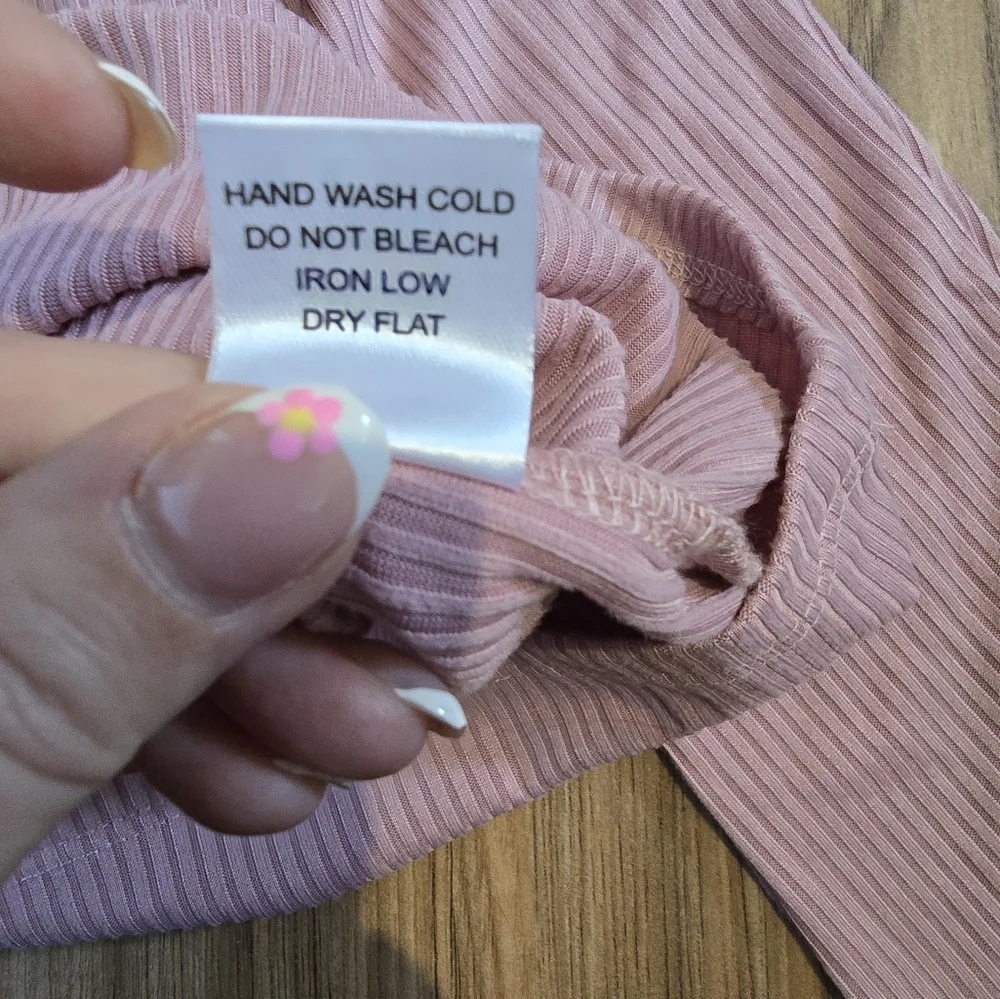 HAND WASH COLD
DO NOT BLEACH
IRON LOW
DRY FLAT